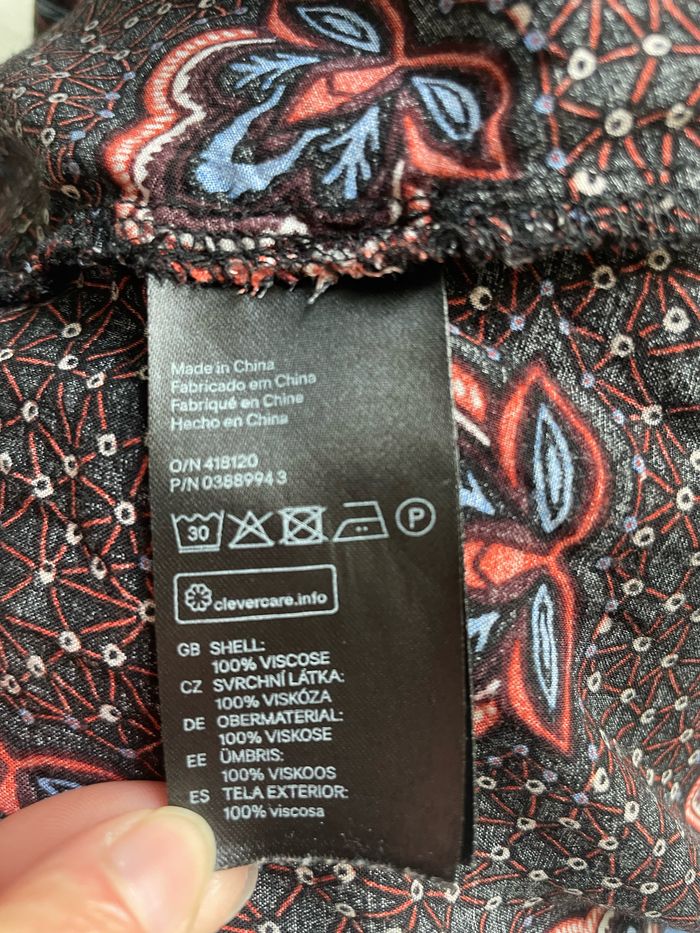 Made in China
Fabricado em China
Fabriqué en China
Hecho en China
O/N 418120
P/N 0388994 3
30
P
clevercare.info
GB SHELL:
100% VISCOSE
CZ SVRCHNÍ LÁTKA:
100% VISKÓZA
DE OBERMATERIAL:
100% VISKOSE
EE ÜMBRIS:
100% VISKOOS
ES TELA EXTERIOR:
100% viscosa